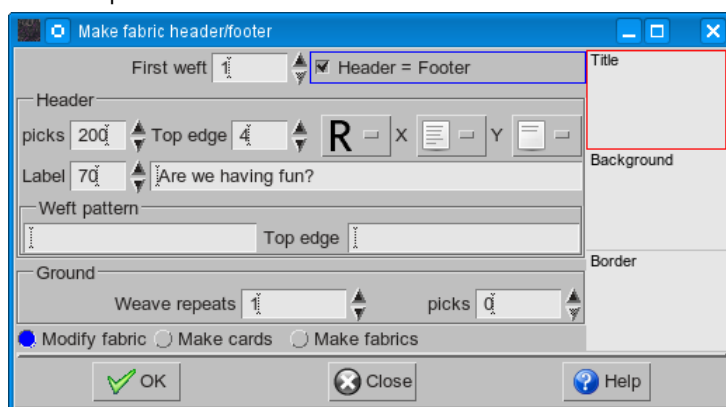 Make fabric header/footer
First weft 1 Header = Footer
Title
Header
picks 200 Top edge 4 R X Y
Background
Label 70 Are we having fun?
Weft pattern
Top edge
Border
Ground
Weave repeats 1 picks 0
Modify fabric Make cards Make fabrics
OK Close Help